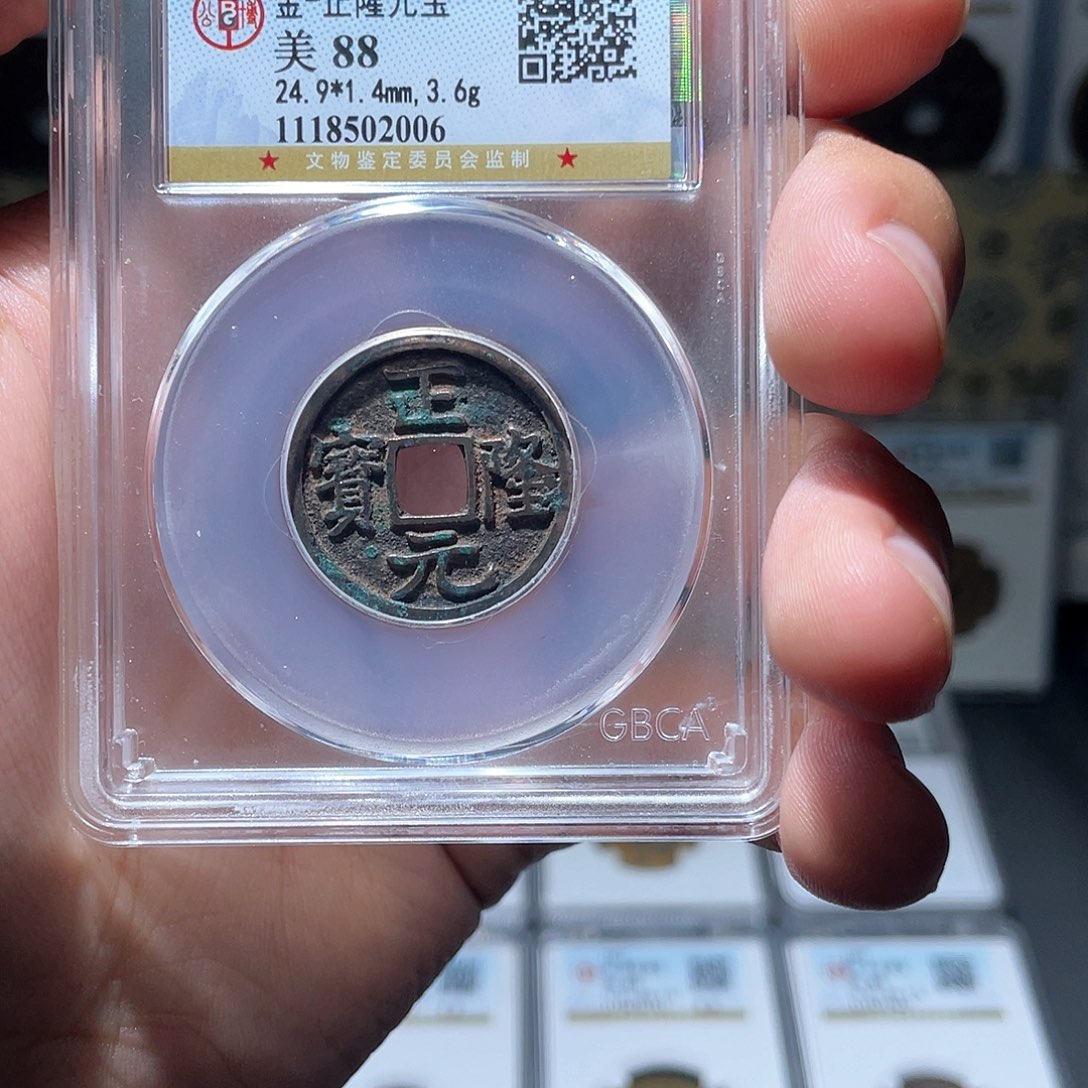 金-正隆元宝
美 88
24.9*1.4mm,3.6g
1118502006
★ 文物鉴定委员会监制 ★
正隆元寶
GBCA